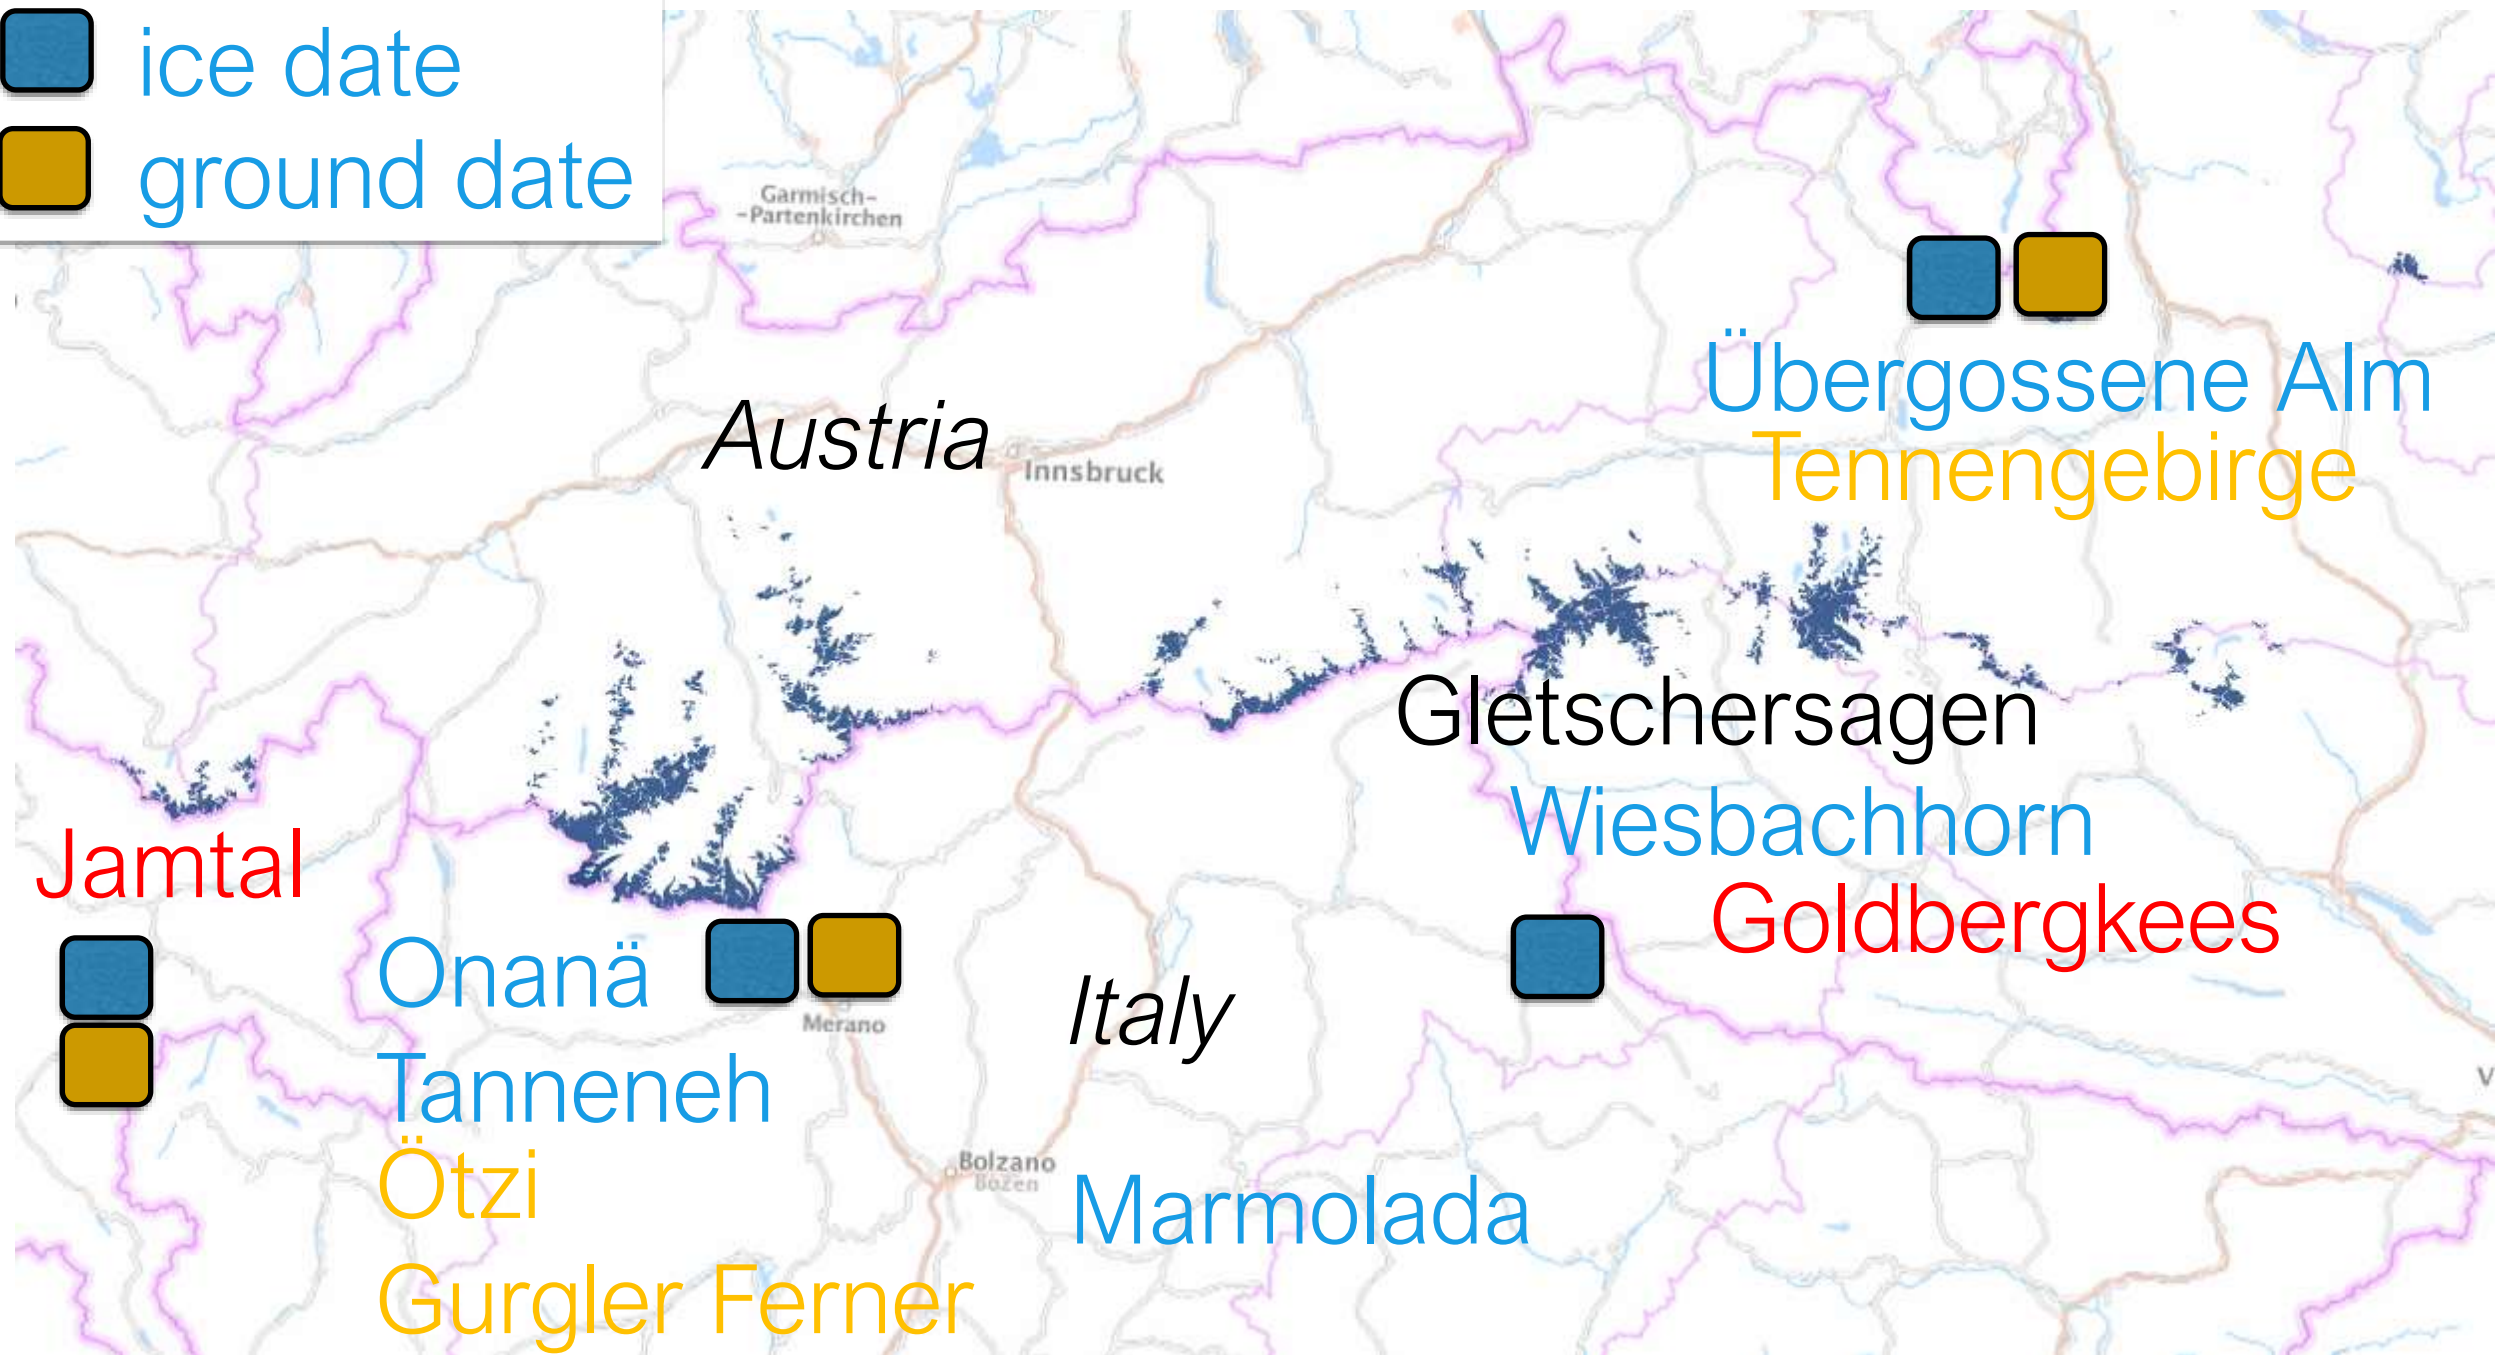 ice date
ground date
Garmisch-
-Partenkirchen
Übergossene Alm
Tennengebirge
Austria
Innsbruck
Gletschersagen
Wiesbachhorn
Goldbergkees
Jamtal
Onanä
Tanneneh
Ötzi
Gurgler Ferner
Merano
Italy
Bolzano
Bozen
Marmolada
V